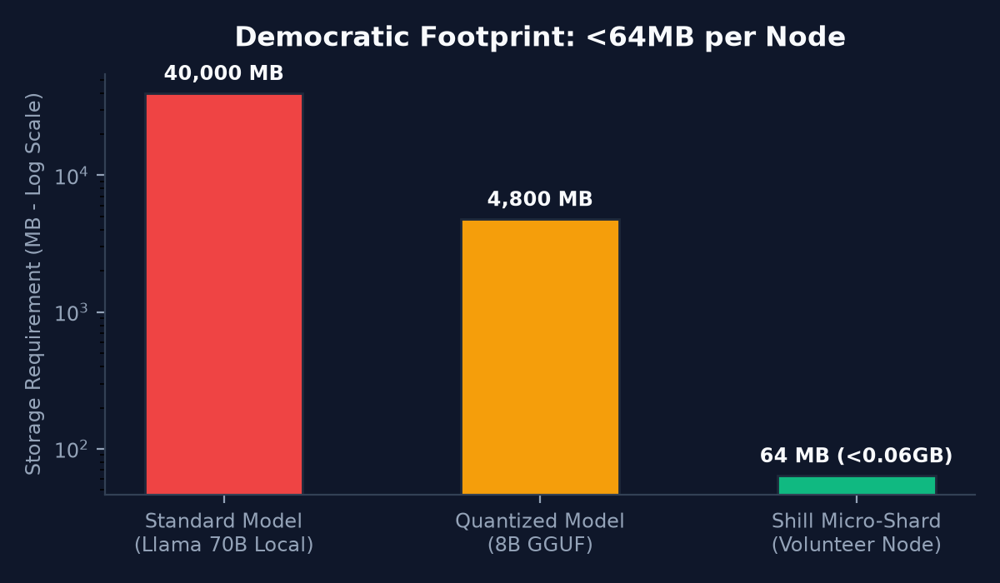 Democratic Footprint: <64MB per Node
40,000 MB
4,800 MB
64 MB (<0.06GB)
Storage Requirement (MB - Log Scale)
10⁴
10³
10²
Standard Model
(Llama 70B Local)
Quantized Model
(8B GGUF)
Shill Micro-Shard
(Volunteer Node)